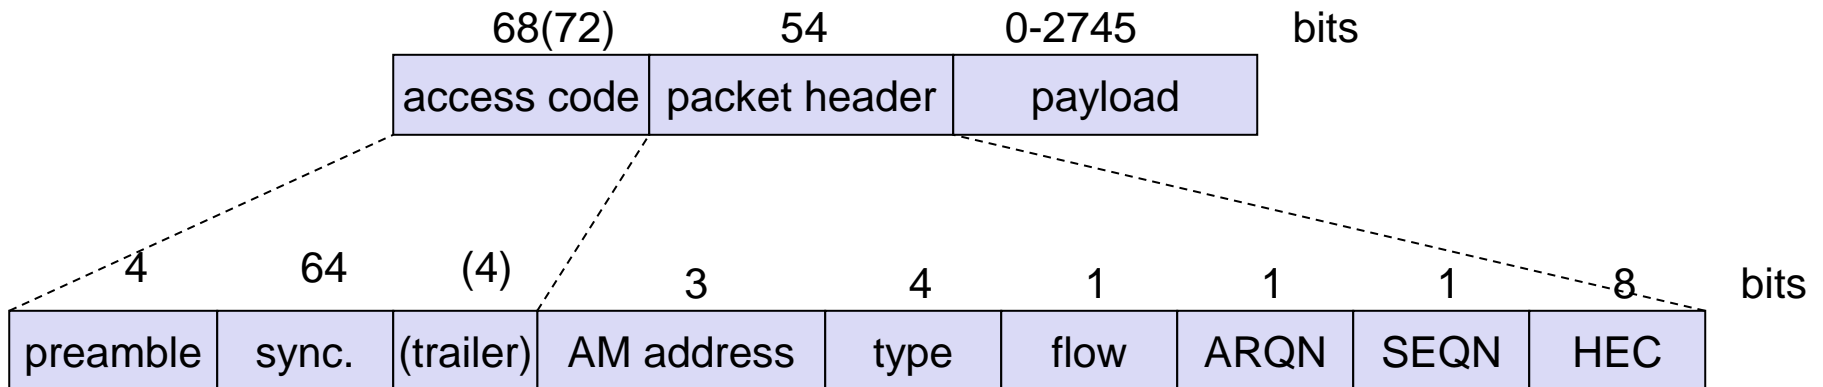 68(72) 54 0-2745 bits
access code packet header payload
4 64 (4) 3 4 1 1 1 8 bits
preamble sync. (trailer) AM address type flow ARQN SEQN HEC